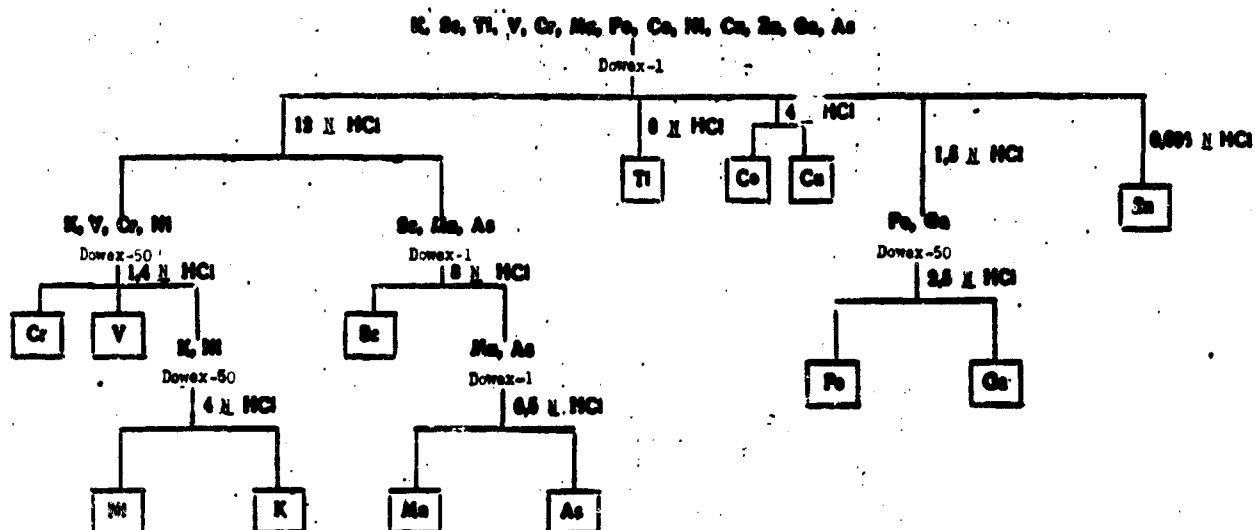 K, Sc, Ti, V, Cr, Mn, Fe, Co, Ni, Cu, Zn, Ga, As
Dowex-1
12 N HCl
8 N HCl
4 HCl
1,5 N HCl
N HCl
Ti
Co
Cu
Zn
K, V, Cr, Ni
Sc, Mn, As
Fe, Ga
Dowex-50
Dowex-1
Dowex-50
1,4 N HCl
8 N HCl
2,5 N HCl
Cr
V
K, Ni
Sc
Mn, As
Fe
Ga
Dowex-50
Dowex-1
4 N HCl
6,5 N HCl
Ni
K
Mn
As